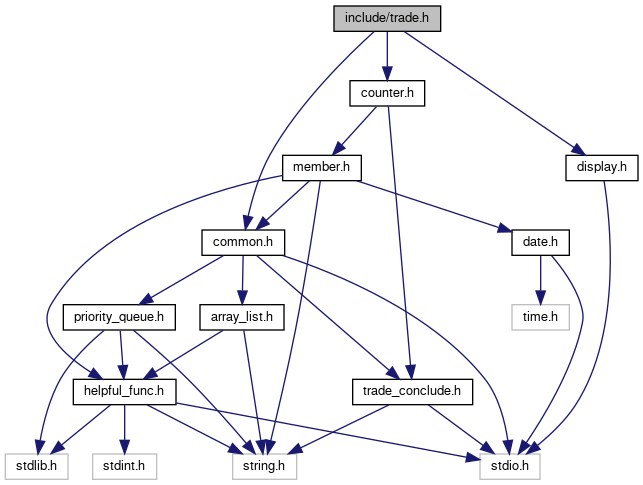 include/trade.h
counter.h
member.h
display.h
common.h
date.h
priority_queue.h
array_list.h
time.h
helpful_func.h
trade_conclude.h
stdlib.h
stdint.h
string.h
stdio.h